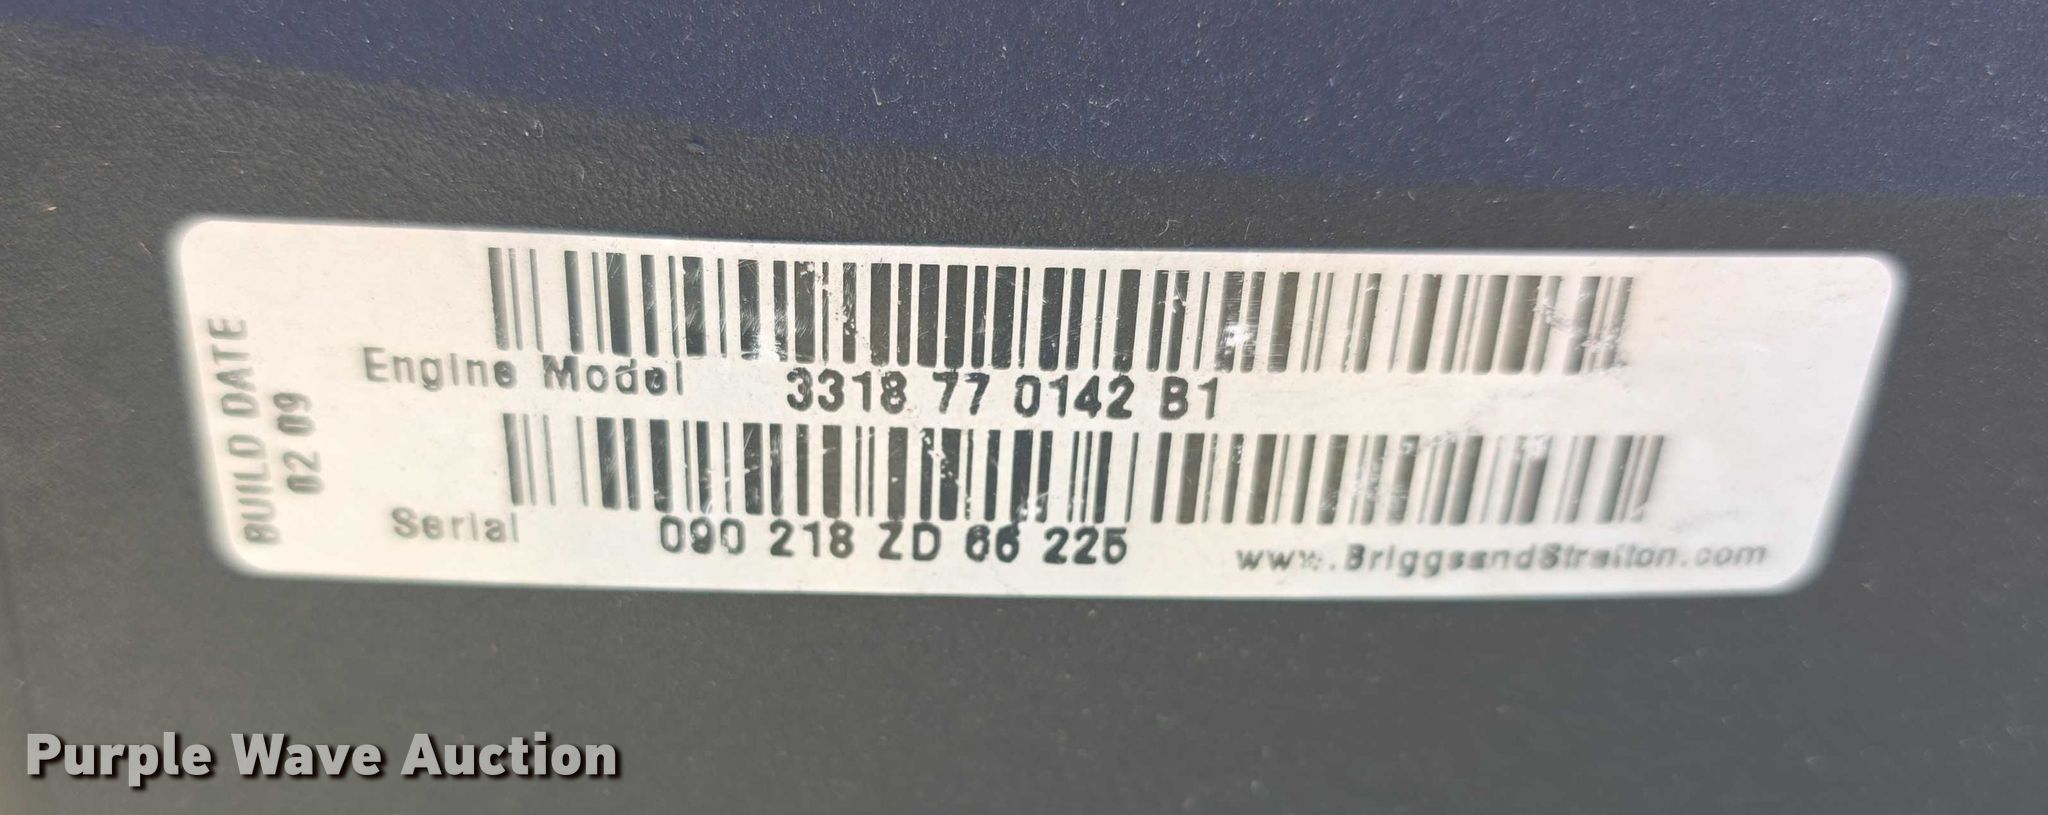 BUILD DATE
02 09
Engine Model 3318 77 0142 B1
Serial 090 218 ZD 66 225
www.BriggsandStratton.com
Purple Wave Auction